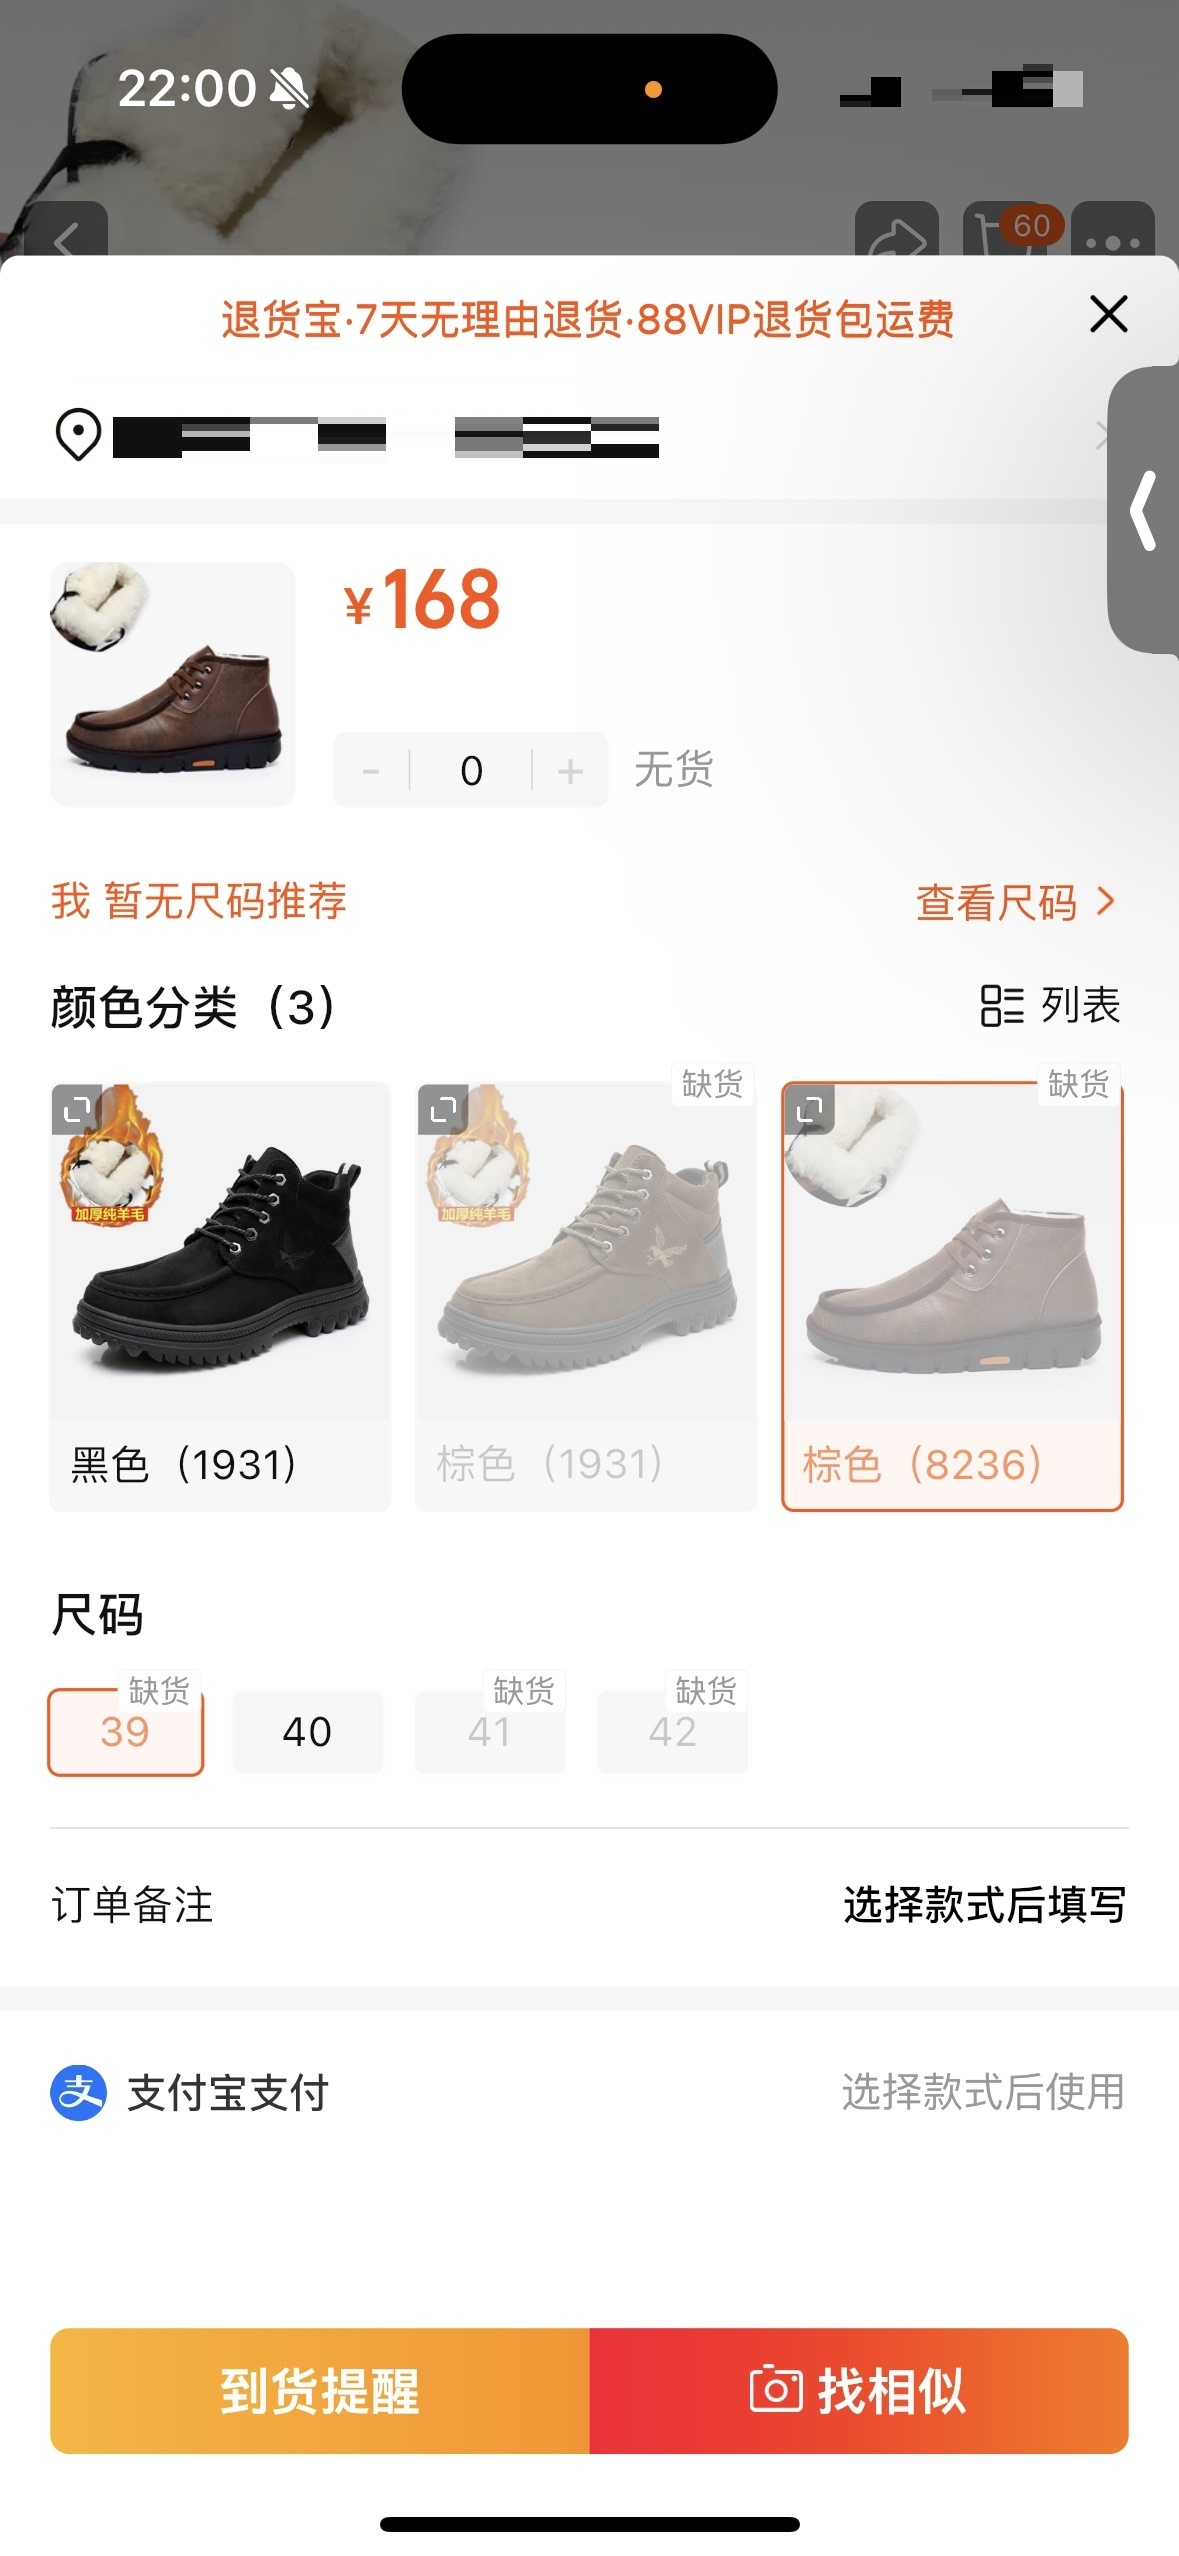 22:00
60
退货宝·7天无理由退货·88VIP退货包运费
¥168
- 0 + 无货
我 暂无尺码推荐 查看尺码
颜色分类（3） 列表
缺货 缺货
加厚纯羊毛 加厚纯羊毛
黑色（1931） 棕色（1931） 棕色（8236）
尺码
缺货 缺货 缺货
39 40 41 42
订单备注 选择款式后填写
支 支付宝支付 选择款式后使用
到货提醒 找相似